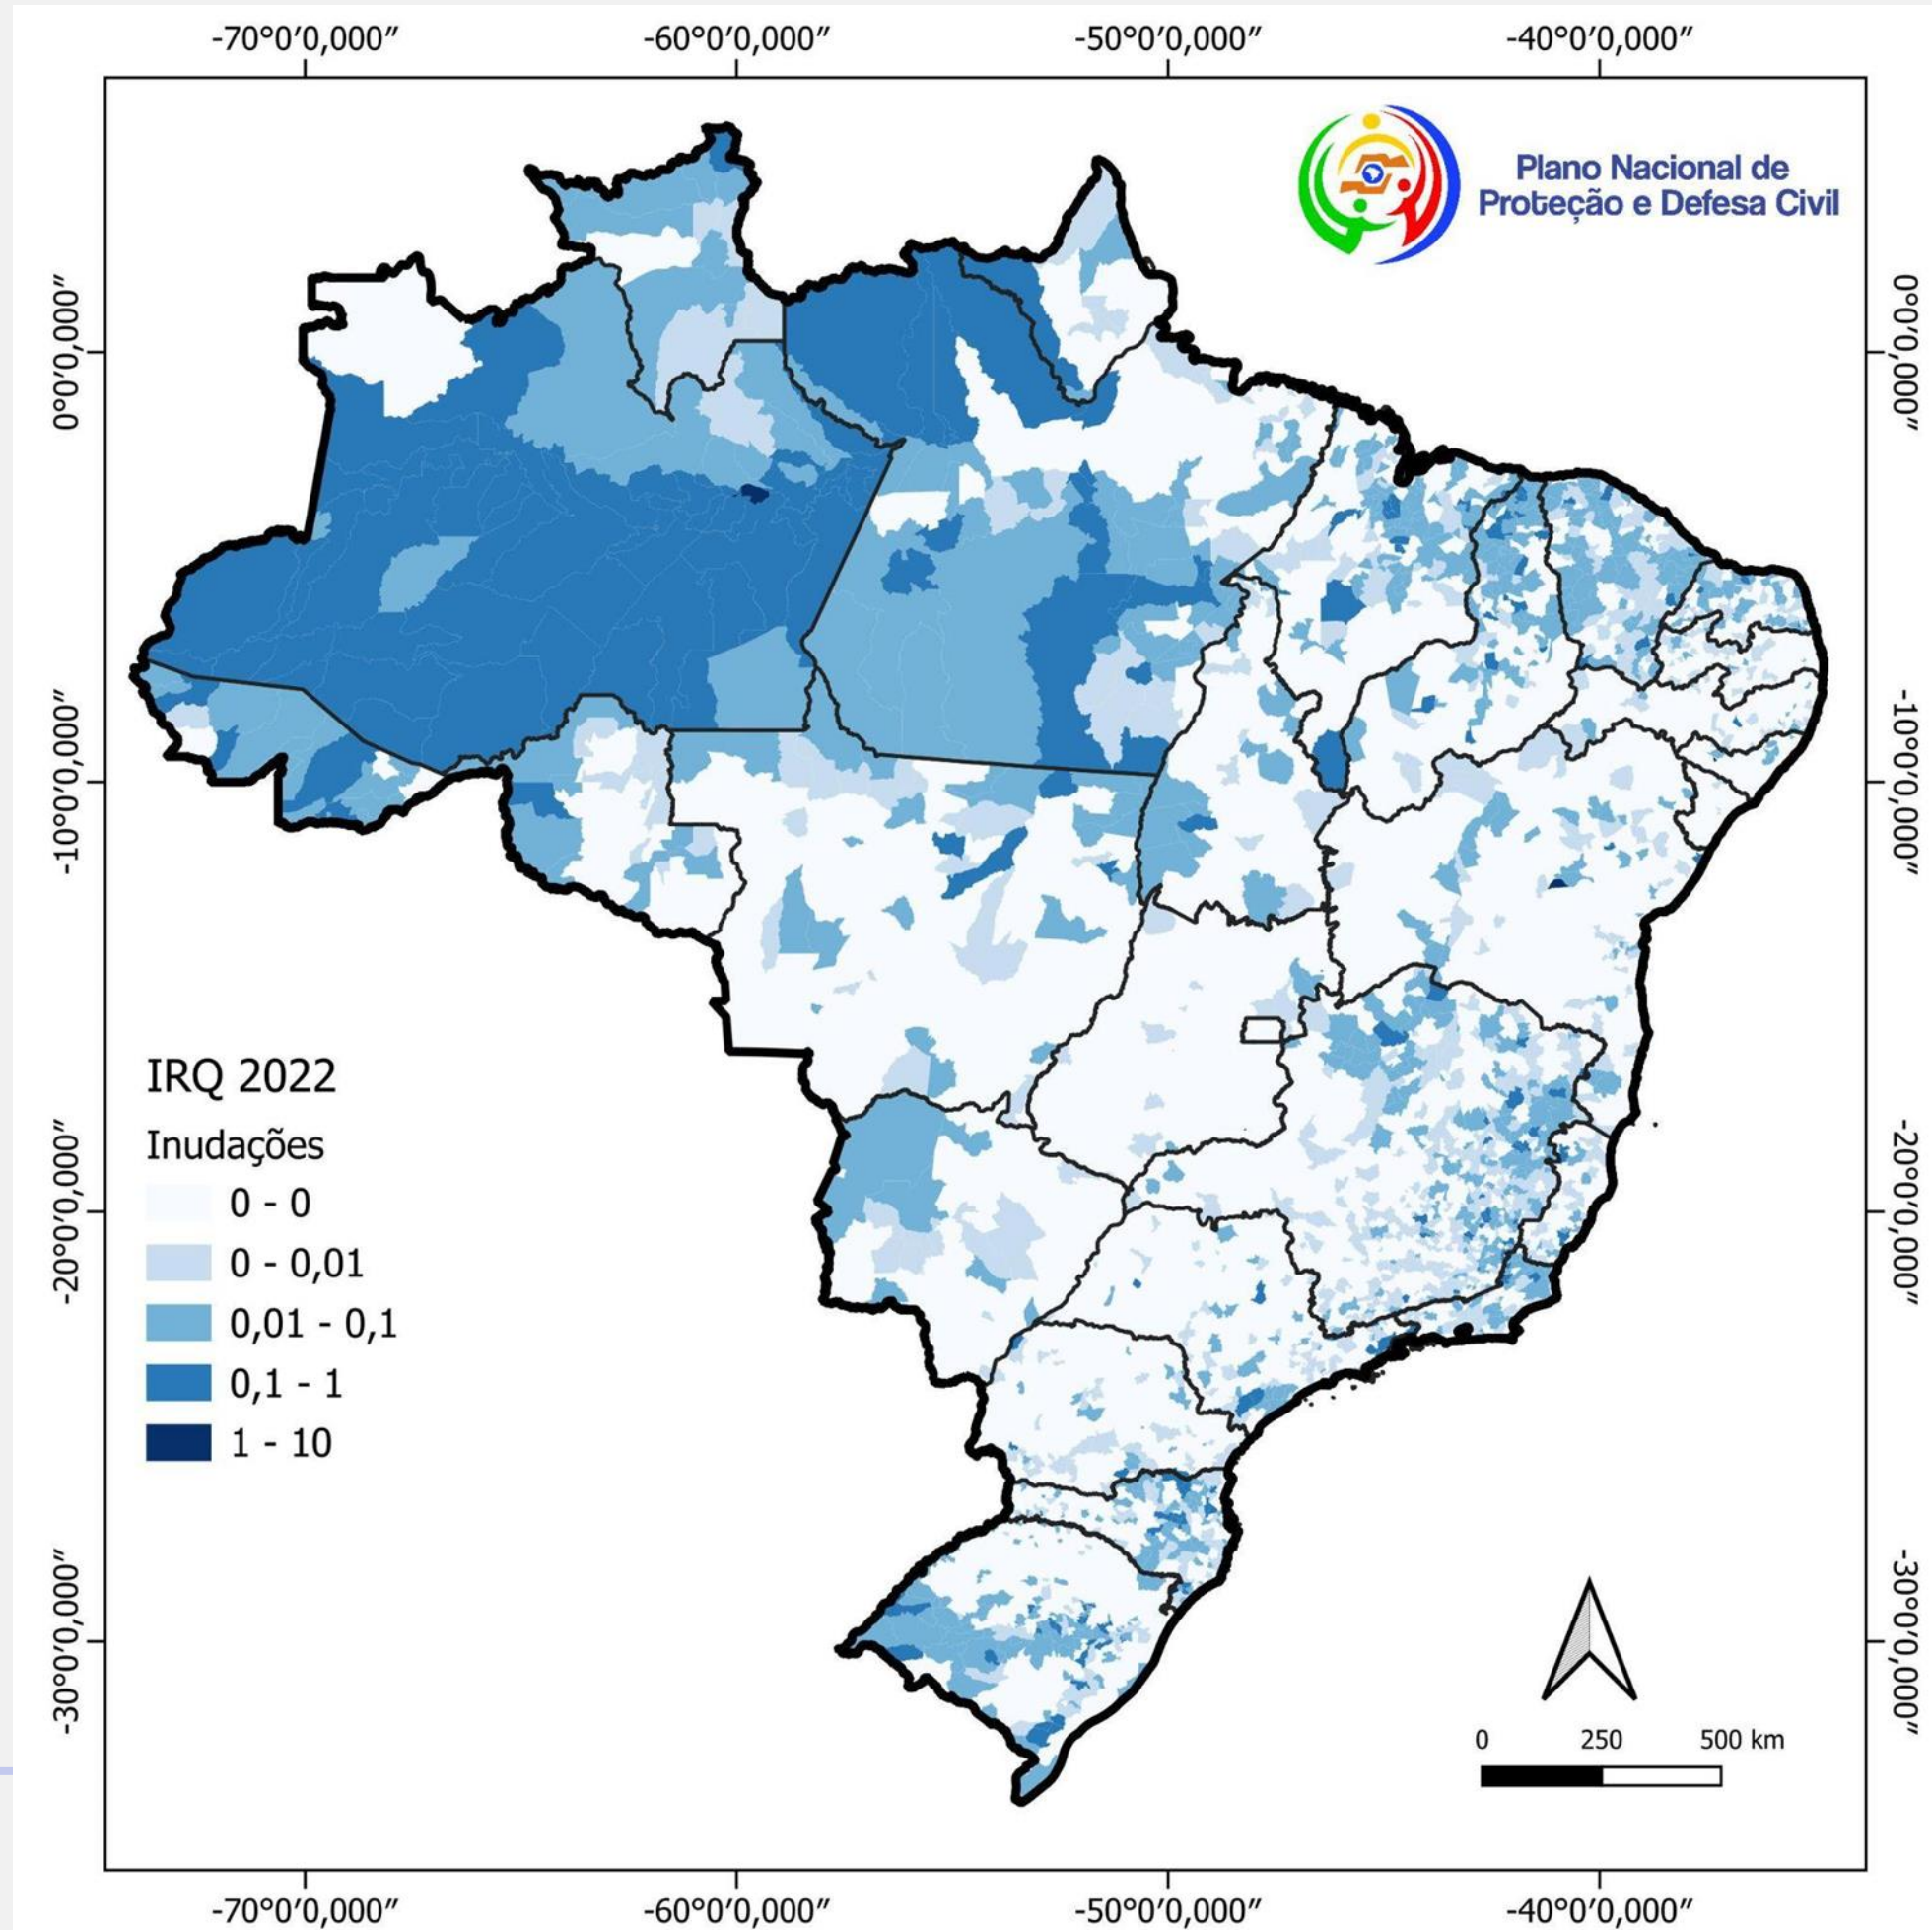 -70°0′0,000″ -60°0′0,000″ -50°0′0,000″ -40°0′0,000″
Plano Nacional de
Proteção e Defesa Civil
0°0′0,000″
0°0′0,000″
-10°0′0,000″
-10°0′0,000″
IRQ 2022
Inudações
0 - 0
0 - 0,01
0,01 - 0,1
0,1 - 1
1 - 10
-20°0′0,000″
-20°0′0,000″
-30°0′0,000″
-30°0′0,000″
0 250 500 km
-70°0′0,000″ -60°0′0,000″ -50°0′0,000″ -40°0′0,000″